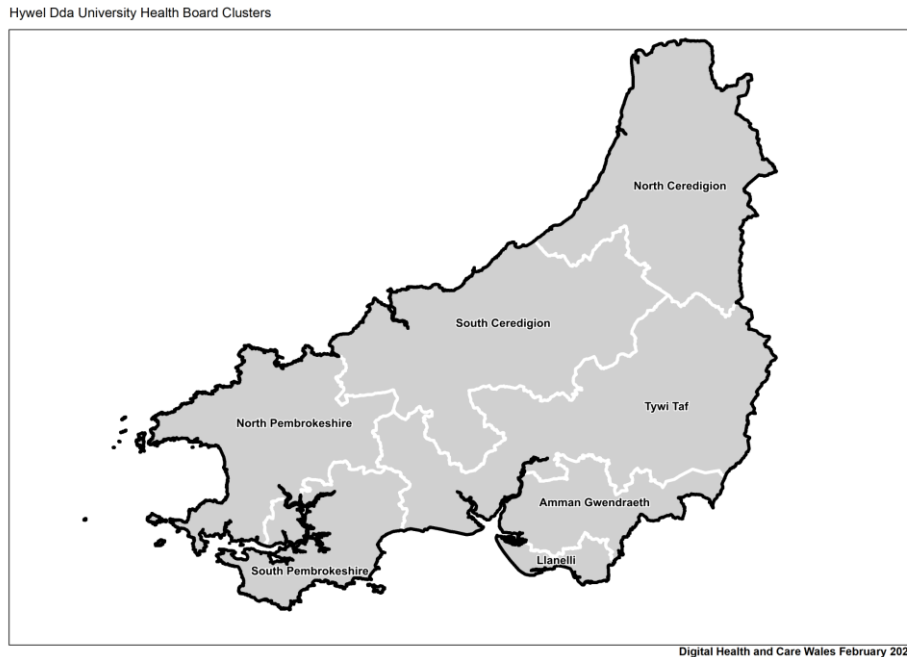 Hywel Dda University Health Board Clusters
North Ceredigion
South Ceredigion
Tywi Taf
North Pembrokeshire
Amman Gwendraeth
Llanelli
South Pembrokeshire
Digital Health and Care Wales February 202